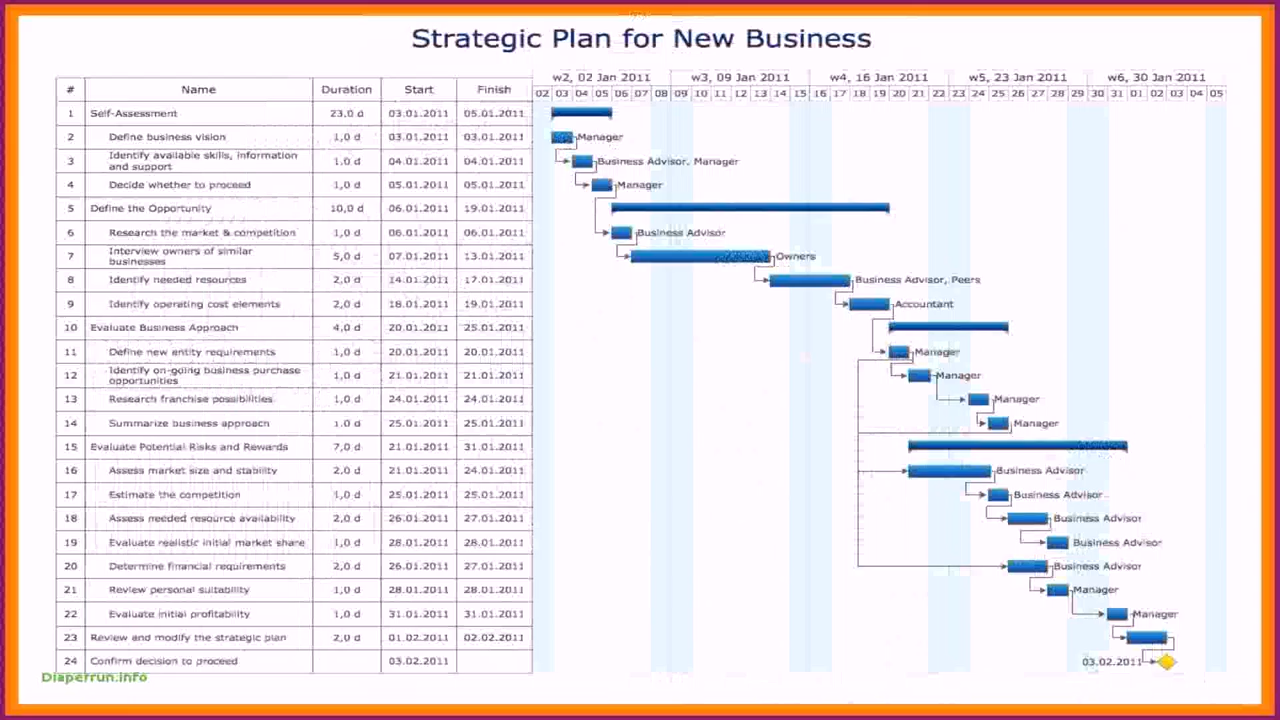 Strategic Plan for New Business
w2, 02 Jan 2011 w3, 09 Jan 2011 w4, 16 Jan 2011 w5, 23 Jan 2011 w6, 30 Jan 2011
# Name Duration Start Finish 02 03 04 05 06 07 08 09 10 11 12 13 14 15 16 17 18 19 20 21 22 23 24 25 26 27 28 29 30 31 01 02 03 04 05
1 Self-Assessment 23,0 d 03.01.2011 05.01.2011
2 Define business vision 1,0 d 03.01.2011 03.01.2011 Manager
3 Identify available skills, information
and support 1,0 d 04.01.2011 04.01.2011 Business Advisor, Manager
4 Decide whether to proceed 1,0 d 05.01.2011 05.01.2011 Manager
5 Define the Opportunity 10,0 d 06.01.2011 19.01.2011
6 Research the market & competition 1,0 d 06.01.2011 06.01.2011 Business Advisor
7 Interview owners of similar
businesses 5,0 d 07.01.2011 13.01.2011 Owners
8 Identify needed resources 2,0 d 14.01.2011 17.01.2011 Business Advisor, Peers
9 Identify operating cost elements 2,0 d 18.01.2011 19.01.2011 Accountant
10 Evaluate Business Approach 4,0 d 20.01.2011 25.01.2011
11 Define new entity requirements 1,0 d 20.01.2011 20.01.2011 Manager
12 Identify on-going business purchase
opportunities 1,0 d 21.01.2011 21.01.2011 Manager
13 Research franchise possibilities 1,0 d 24.01.2011 24.01.2011 Manager
14 Summarize business approach 1,0 d 25.01.2011 25.01.2011 Manager
15 Evaluate Potential Risks and Rewards 7,0 d 21.01.2011 31.01.2011
16 Assess market size and stability 2,0 d 21.01.2011 24.01.2011 Business Advisor
17 Estimate the competition 1,0 d 25.01.2011 25.01.2011 Business Advisor
18 Assess needed resource availability 2,0 d 26.01.2011 27.01.2011 Business Advisor
19 Evaluate realistic initial market share 1,0 d 28.01.2011 28.01.2011 Business Advisor
20 Determine financial requirements 2,0 d 26.01.2011 27.01.2011 Business Advisor
21 Review personal suitability 1,0 d 28.01.2011 28.01.2011 Manager
22 Evaluate initial profitability 1,0 d 31.01.2011 31.01.2011 Manager
23 Review and modify the strategic plan 2,0 d 01.02.2011 02.02.2011
24 Confirm decision to proceed 03.02.2011 03.02.2011
Diaperrun.info